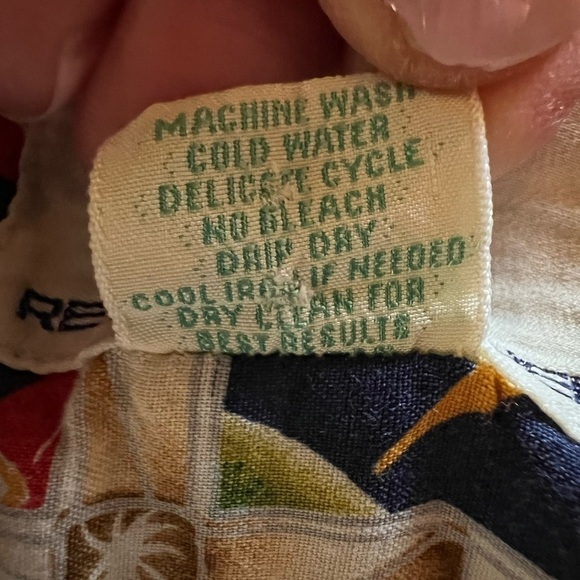 MACHINE WASH
COLD WATER
DELICATE CYCLE
NO BLEACH
DRIP DRY
COOL IRON IF NEEDED
DRY CLEAN FOR
BEST RESULTS
RE